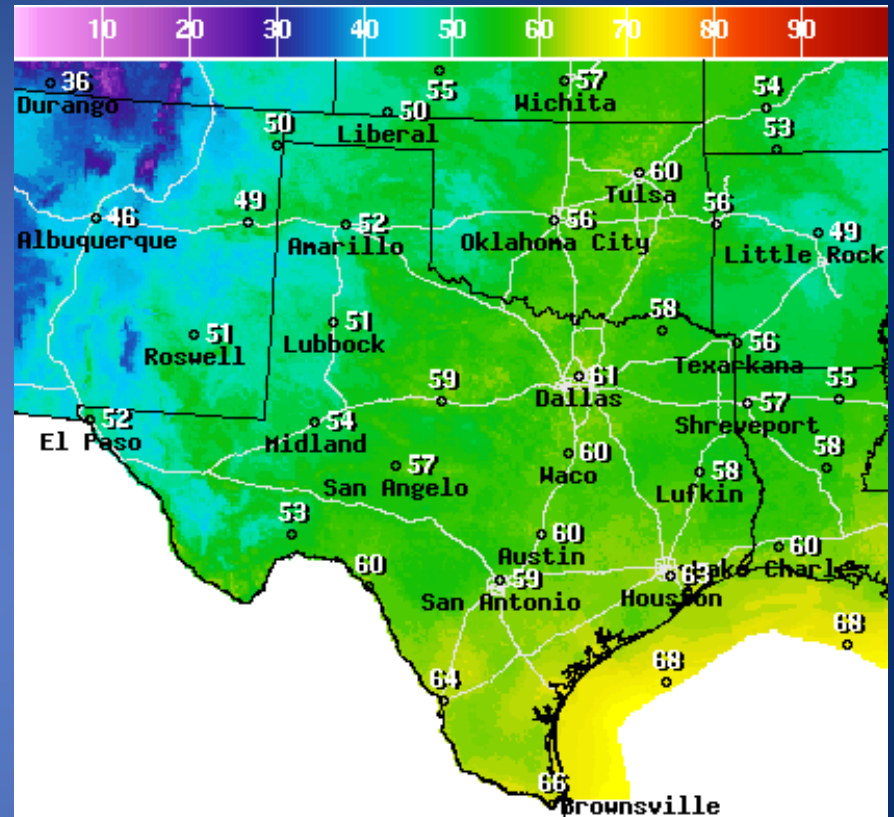 10 20 30 40 50 60 70 80 90
36
Durango
55
57
Wichita
54
50
Liberal
50
53
60
Tulsa
46
Albuquerque
49
52
Amarillo
56
Oklahoma City
56
49
Little Rock
51
Roswell
51
Lubbock
58
56
Texarkana
61
Dallas
59
57
Shreveport
55
52
El Paso
54
Midland
57
San Angelo
60
Waco
58
Lufkin
58
53
60
Austin
60
Lake Charles
60
59
San Antonio
63
Houston
68
68
64
66
Brownsville